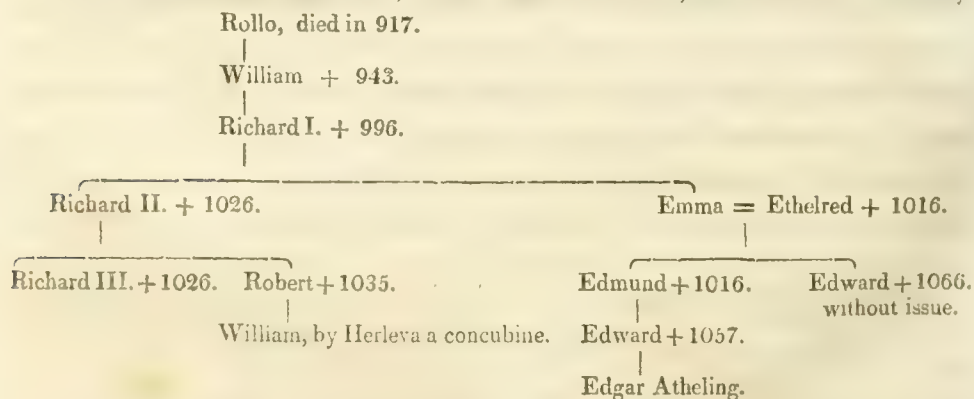 Rollo, died in 917.
William + 943.
Richard I. + 996.
Richard II. + 1026. Emma = Ethelred + 1016.
Richard III. + 1026. Robert + 1035. Edmund + 1016. Edward + 1066.
without issue.
William, by Herleva a concubine. Edward + 1057.
Edgar Atheling.